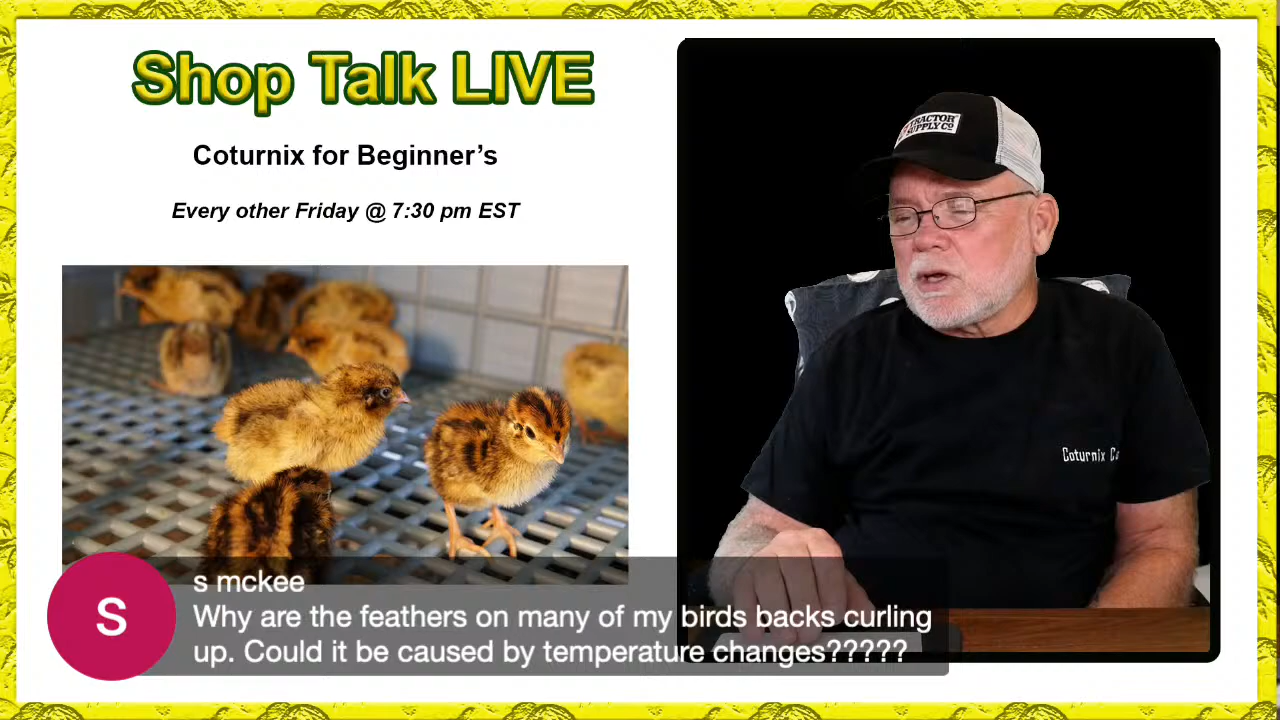 Shop Talk LIVE
Coturnix for Beginner’s
Every other Friday @ 7:30 pm EST
TRACTOR
SUPPLY CO
Coturnix
S
s mckee
Why are the feathers on many of my birds backs curling
up. Could it be caused by temperature changes?????